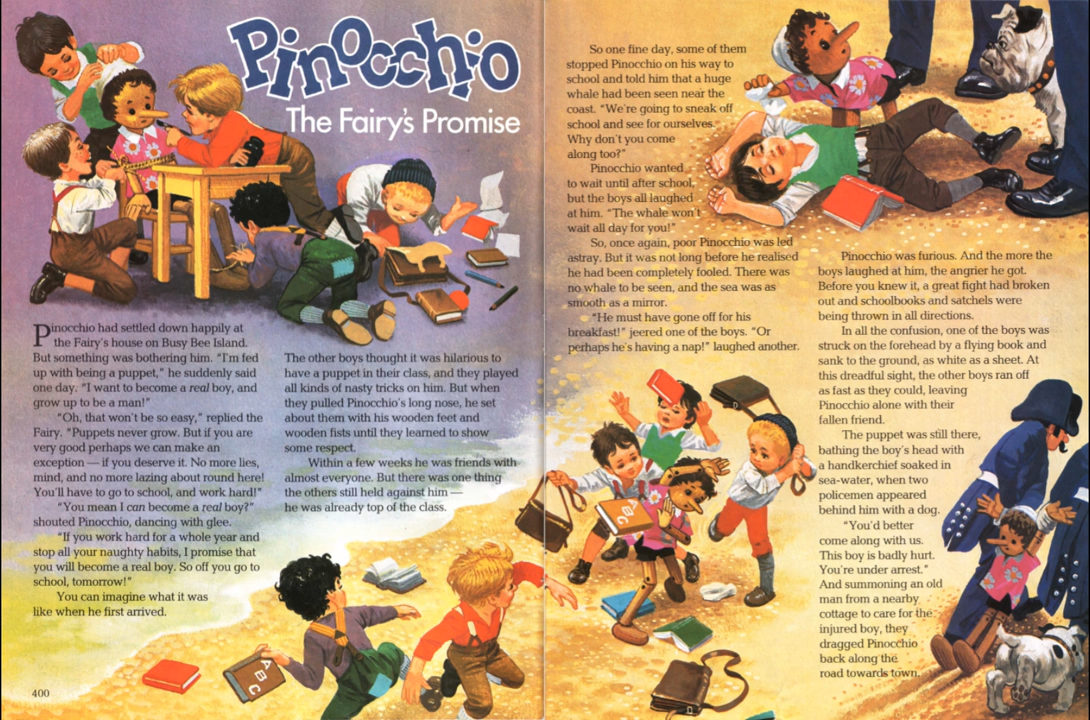 Pinocchio
The Fairy's Promise
Pinocchio had settled down happily at
the Fairy's house on Busy Bee Island.
But something was bothering him. "I'm fed
up with being a puppet," he suddenly said
one day. "I want to become a real boy, and
grow up to be a man!"
"Oh, that won't be so easy," replied the
Fairy. "Puppets never grow. But if you are
very good perhaps we can make an
exception — if you deserve it. No more lies,
mind, and no more lazing about round here!
You'll have to go to school, and work hard!"
"You mean I can become a real boy?"
shouted Pinocchio, dancing with glee.
"If you work hard for a whole year and
stop all your naughty habits, I promise that
you will become a real boy. So off you go to
school, tomorrow!"
You can imagine what it was
like when he first arrived.
The other boys thought it was hilarious to
have a puppet in their class, and they played
all kinds of nasty tricks on him. But when
they pulled Pinocchio's long nose, he set
about them with his wooden feet and
wooden fists until they learned to show
some respect.
Within a few weeks he was friends with
almost everyone. But there was one thing
the others still held against him —
he was already top of the class.
A B C
400
So one fine day, some of them
stopped Pinocchio on his way to
school and told him that a huge
whale had been seen near the
coast. "We're going to sneak off
school and see for ourselves.
Why don't you come
along too?"
Pinocchio wanted
to wait until after school,
but the boys all laughed
at him. "The whale won't
wait all day for you!"
So, once again, poor Pinocchio was led
astray. But it was not long before he realised
he had been completely fooled. There was
no whale to be seen, and the sea was as
smooth as a mirror.
"He must have gone off for his
breakfast!" jeered one of the boys. "Or
perhaps he's having a nap!" laughed another.
A B C
Pinocchio was furious. And the more the
boys laughed at him, the angrier he got.
Before you knew it, a great fight had broken
out and schoolbooks and satchels were
being thrown in all directions.
In all the confusion, one of the boys was
struck on the forehead by a flying book and
sank to the ground, as white as a sheet. At
this dreadful sight, the other boys ran off
as fast as they could, leaving
Pinocchio alone with their
fallen friend.
The puppet was still there,
bathing the boy's head with
a handkerchief soaked in
sea-water, when two
policemen appeared
behind him with a dog.
"You'd better
come along with us.
This boy is badly hurt.
You're under arrest."
And summoning an old
man from a nearby
cottage to care for the
injured boy, they
dragged Pinocchio
back along the
road towards town.